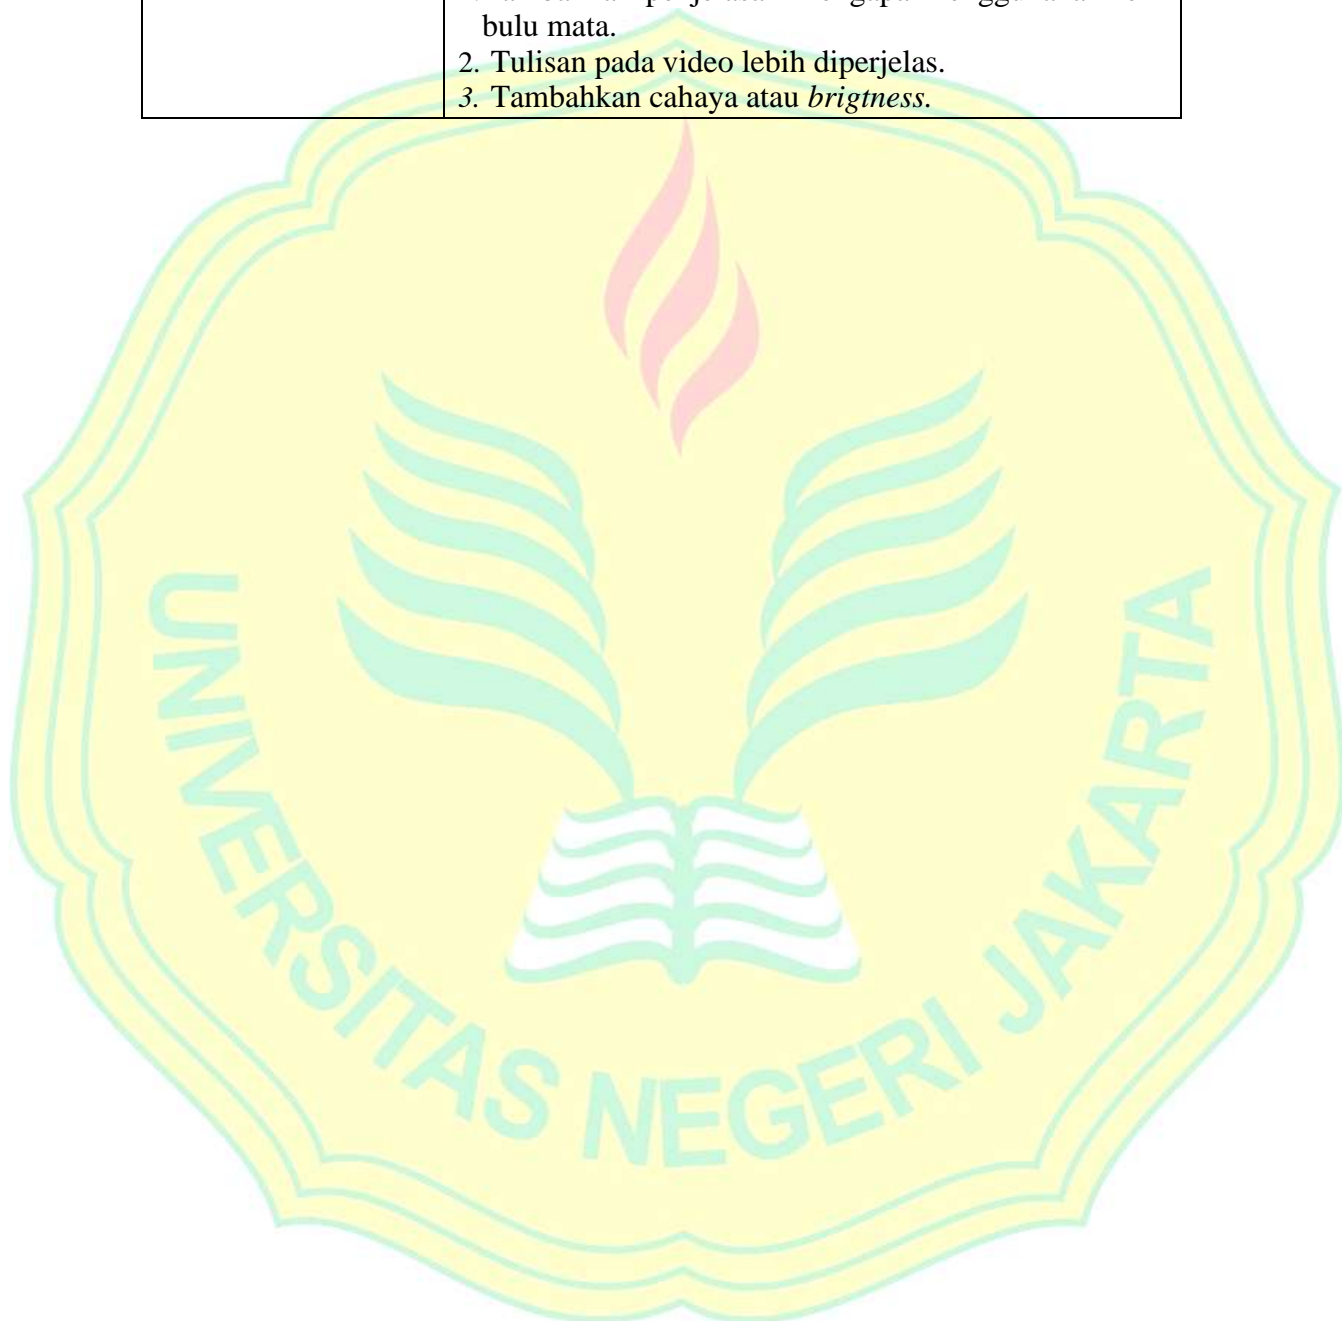 bulu mata.
2. Tulisan pada video lebih diperjelas.
3. Tambahkan cahaya atau brigtness.
UNIVERSITAS NEGERI JAKARTA